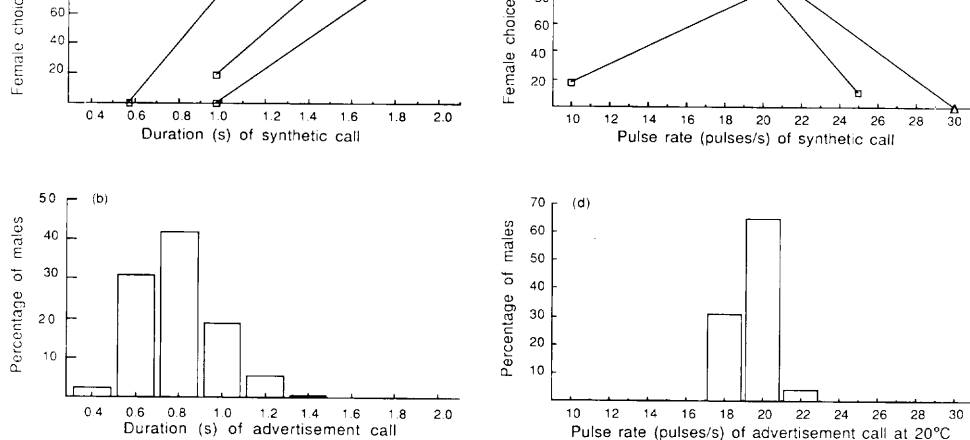 Female choice
60
40
20
0.4 0.6 0.8 1.0 1.2 1.4 1.6 1.8 2.0
Duration (s) of synthetic call
Female choice
60
40
20
10 12 14 16 18 20 22 24 26 28 30
Pulse rate (pulses/s) of synthetic call
(b)
Percentage of males
50
40
30
20
10
0.4 0.6 0.8 1.0 1.2 1.4 1.6 1.8 2.0
Duration (s) of advertisement call
(d)
Percentage of males
70
60
50
40
30
20
10
10 12 14 16 18 20 22 24 26 28 30
Pulse rate (pulses/s) of advertisement call at 20°C